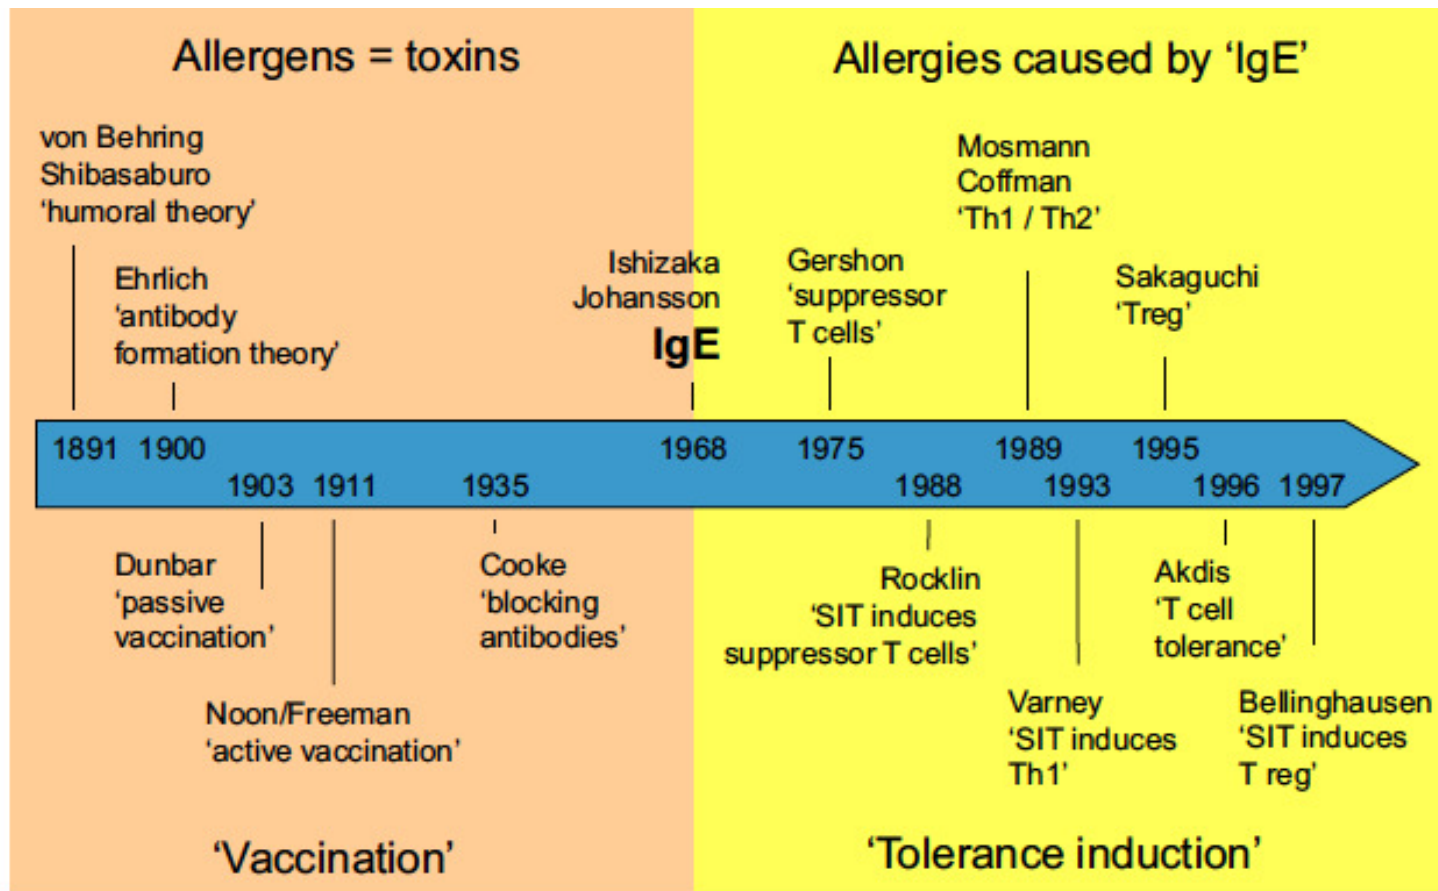 Allergens = toxins
Allergies caused by ‘IgE’
von Behring
Shibasaburo
‘humoral theory’
Ehrlich
‘antibody
formation theory’
Ishizaka
Johansson
IgE
Gershon
‘suppressor
T cells’
Mosmann
Coffman
‘Th1 / Th2’
Sakaguchi
‘Treg’
1891 1900 1968 1975 1989 1995
1903 1911 1935 1988 1993 1996 1997
Dunbar
‘passive
vaccination’
Noon/Freeman
‘active vaccination’
Cooke
‘blocking
antibodies’
Rocklin
‘SIT induces
suppressor T cells’
Varney
‘SIT induces
Th1’
Akdis
‘T cell
tolerance’
Bellinghausen
‘SIT induces
T reg’
‘Vaccination’
‘Tolerance induction’